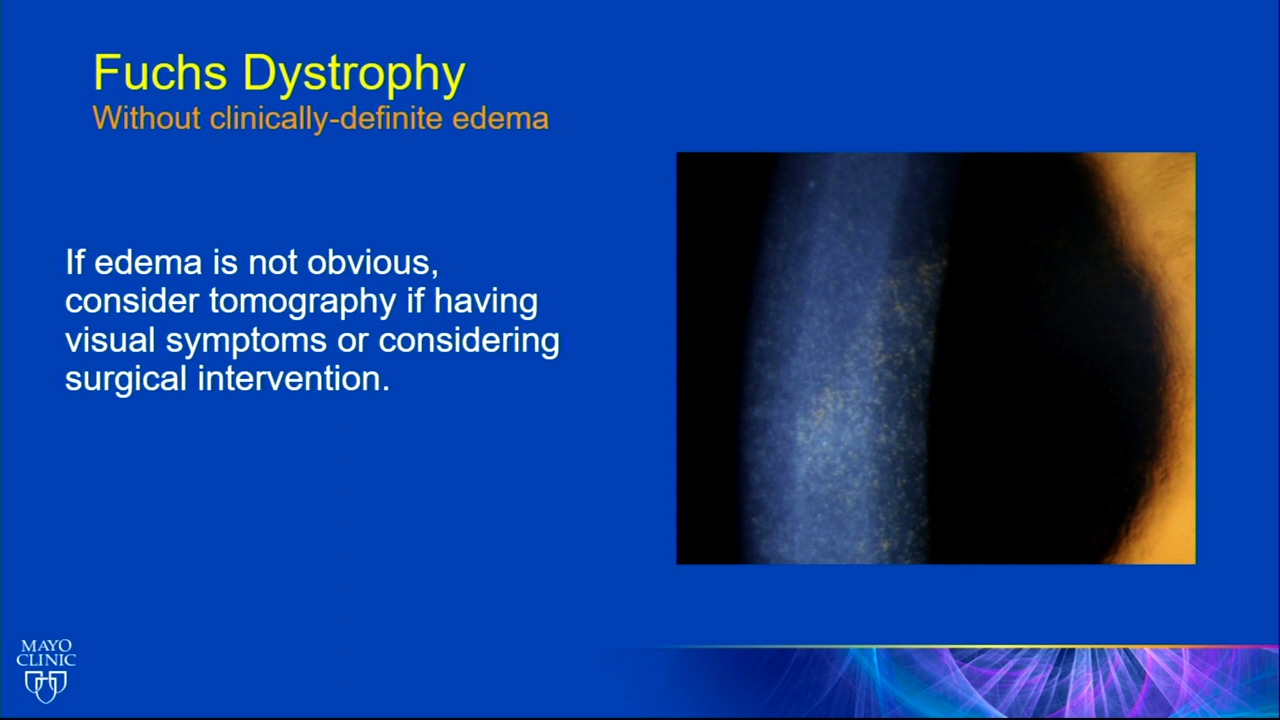 Fuchs Dystrophy
Without clinically-definite edema
If edema is not obvious,
consider tomography if having
visual symptoms or considering
surgical intervention.
MAYO
CLINIC